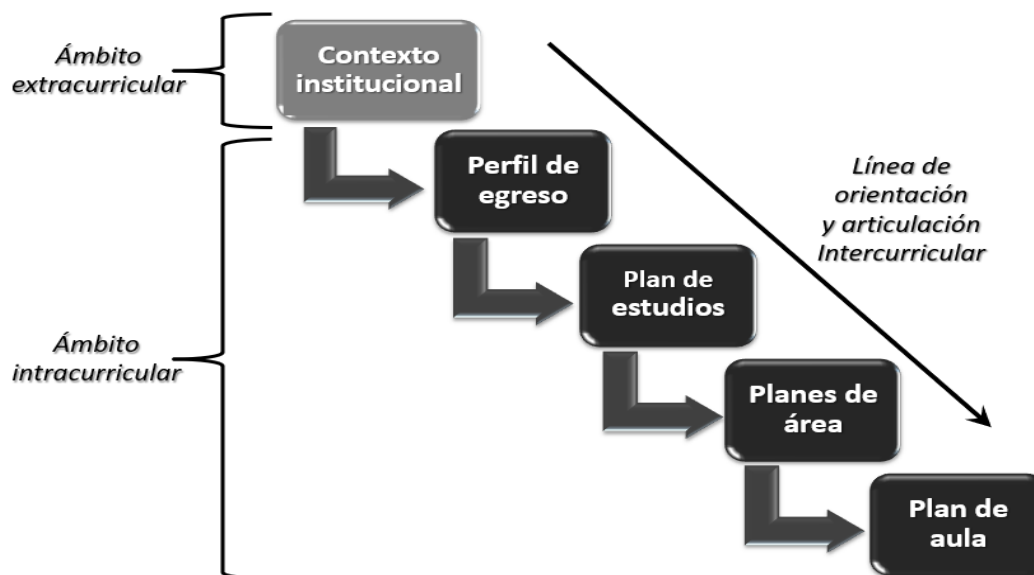 Ámbito
extracurricular
Contexto
institucional
Perfil de
egreso
Línea de
orientación
y articulación
Intercurricular
Plan de
estudios
Ámbito
intracurricular
Planes de
área
Plan de
aula